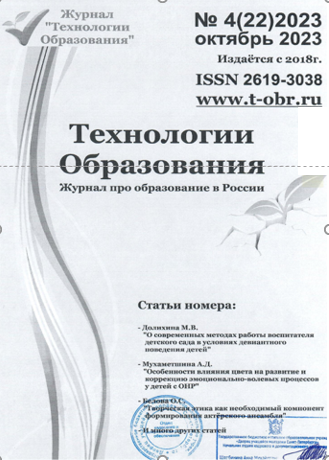 Журнал
"Технологии
Образования"
№ 4(22)2023
октябрь 2023
Издаётся с 2018г.
ISSN 2619-3038
www.t-obr.ru
Технологии
Образования
Журнал про образование в России
Статьи номера:
- Долихина М.В.
"О современных методах работы воспитателя
детского сада в условиях девиантного
поведения детей"
- Мухаметшина А.Д.
"Особенности влияния цвета на развитие и
коррекцию эмоционально-волевых процессов
у детей с ОНР"
- Белова О.С.
"Творческая этика как необходимый компонент
формирования актёрского ансамбля"
- И много других статей